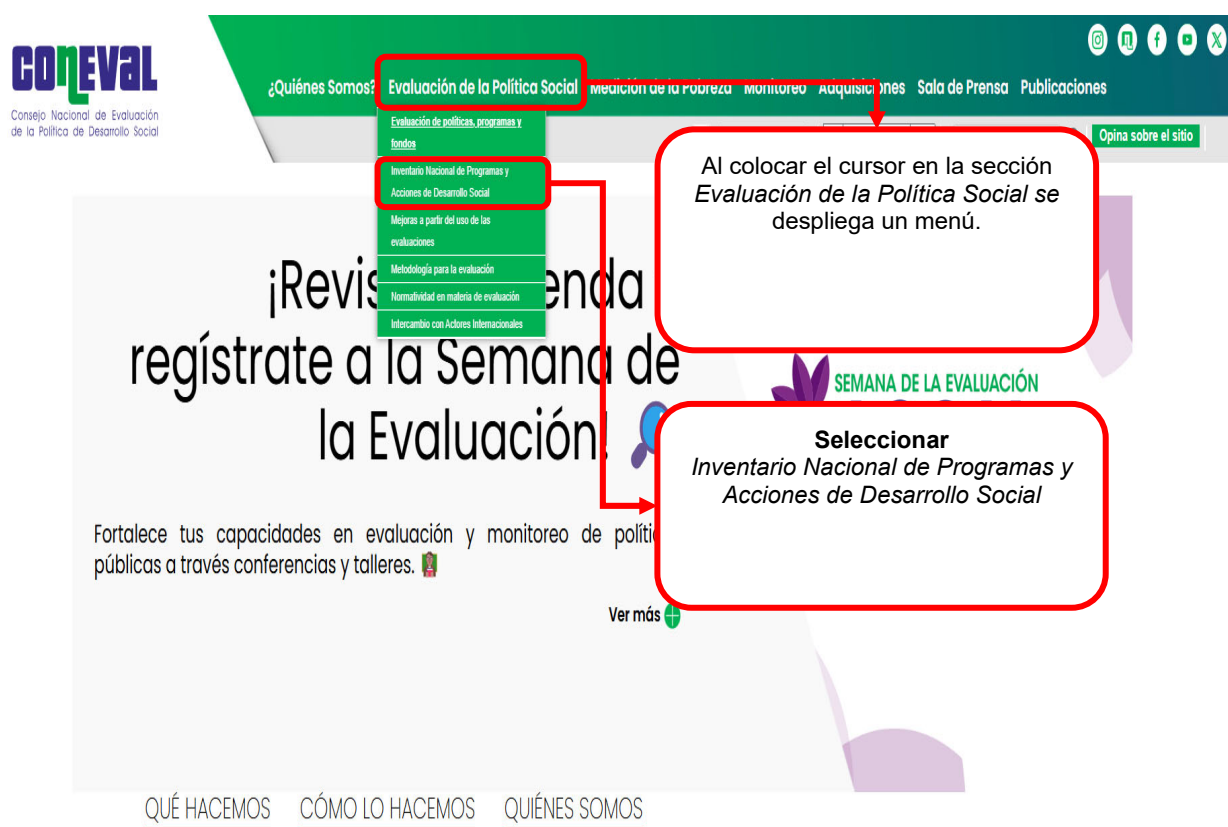 CONEVAL
Consejo Nacional de Evaluación
de la Política de Desarrollo Social
¿Quiénes Somos? Evaluación de la Política Social Medición de la Pobreza Monitoreo Adquisiciones Sala de Prensa Publicaciones
Opina sobre el sitio
Evaluación de políticas, programas y
fondos
Inventario Nacional de Programas y
Acciones de Desarrollo Social
Mejoras a partir del uso de las
evaluaciones
Metodología para la evaluación
Normatividad en materia de evaluación
Intercambio con Actores Internacionales
Al colocar el cursor en la sección
Evaluación de la Política Social se
despliega un menú.
regístrate a la Semana de
la Evaluación!
SEMANA DE LA EVALUACIÓN
Seleccionar
Inventario Nacional de Programas y
Acciones de Desarrollo Social
Fortalece tus capacidades en evaluación y monitoreo de
públicas a través conferencias y talleres.
Ver más
QUÉ HACEMOS CÓMO LO HACEMOS QUIÉNES SOMOS